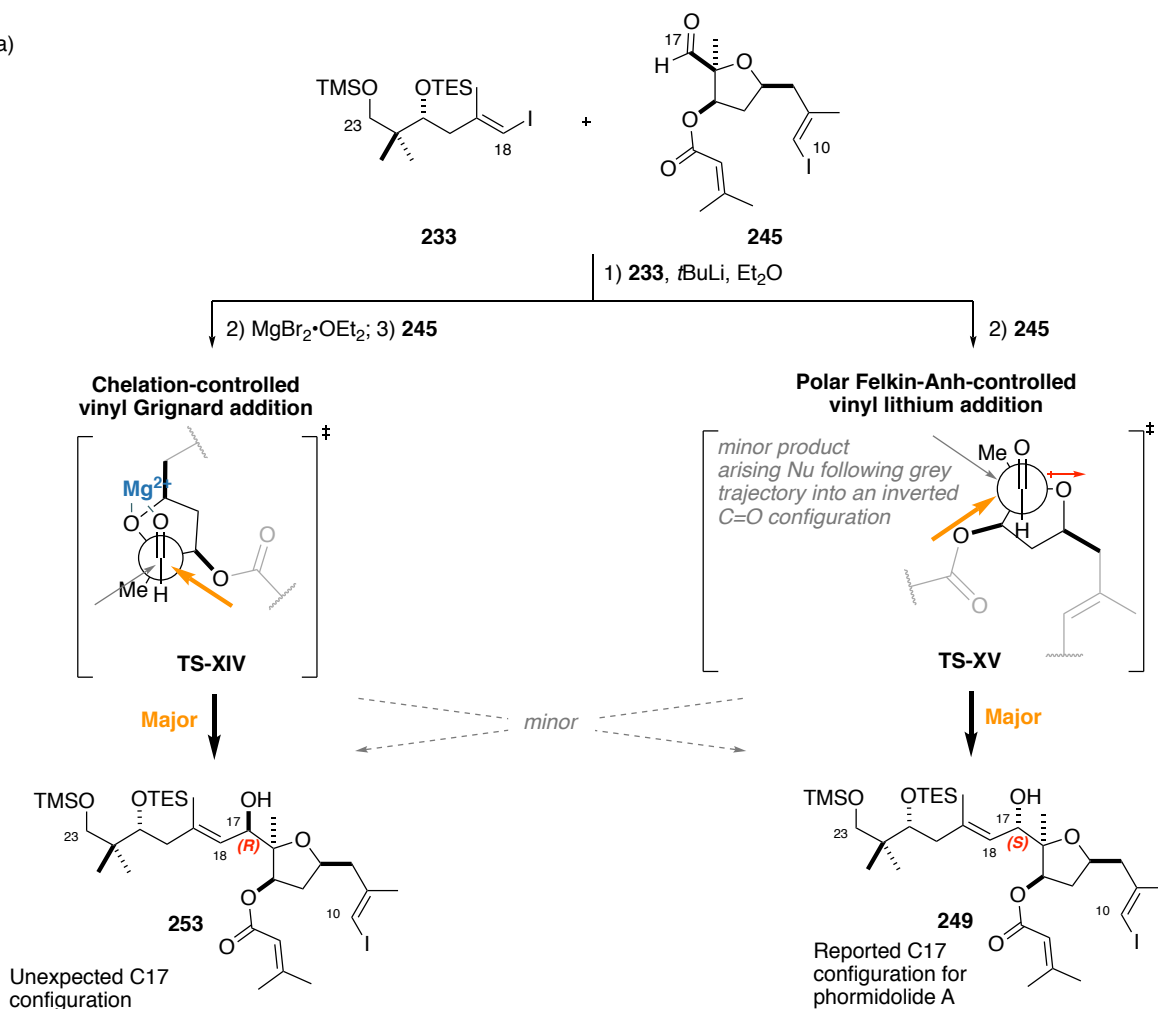 a)
TMSO
OTES
I
23
18
233
+
O
17
H
O
O
O
10
I
245
1) 233, tBuLi, Et2O
2) MgBr2•OEt2; 3) 245
2) 245
Chelation-controlled
vinyl Grignard addition
Polar Felkin-Anh-controlled
vinyl lithium addition
‡
Mg2+
O
O
O
O
Me
H
TS-XIV
‡
minor product
arising Nu following grey
trajectory into an inverted
C=O configuration
Me
O
O
H
O
O
TS-XV
Major
minor
Major
TMSO
OTES
OH
17
23
18
(R)
O
O
O
10
I
253
Unexpected C17
configuration
TMSO
OTES
OH
17
23
18
(S)
O
O
O
10
I
249
Reported C17
configuration for
phormidolide A